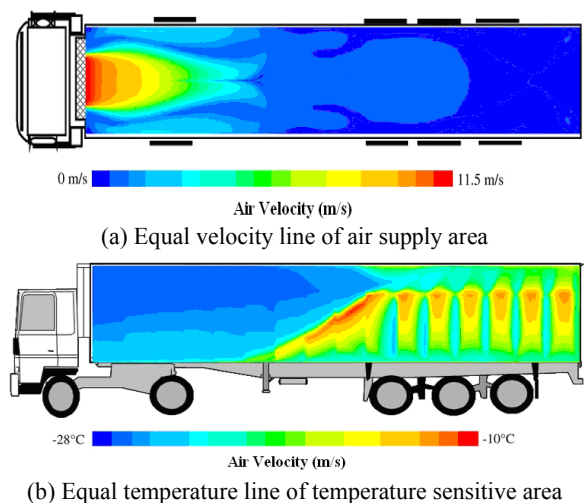 0 m/s 11.5 m/s
Air Velocity (m/s)
(a) Equal velocity line of air supply area
-28°C -10°C
Air Velocity (m/s)
(b) Equal temperature line of temperature sensitive area